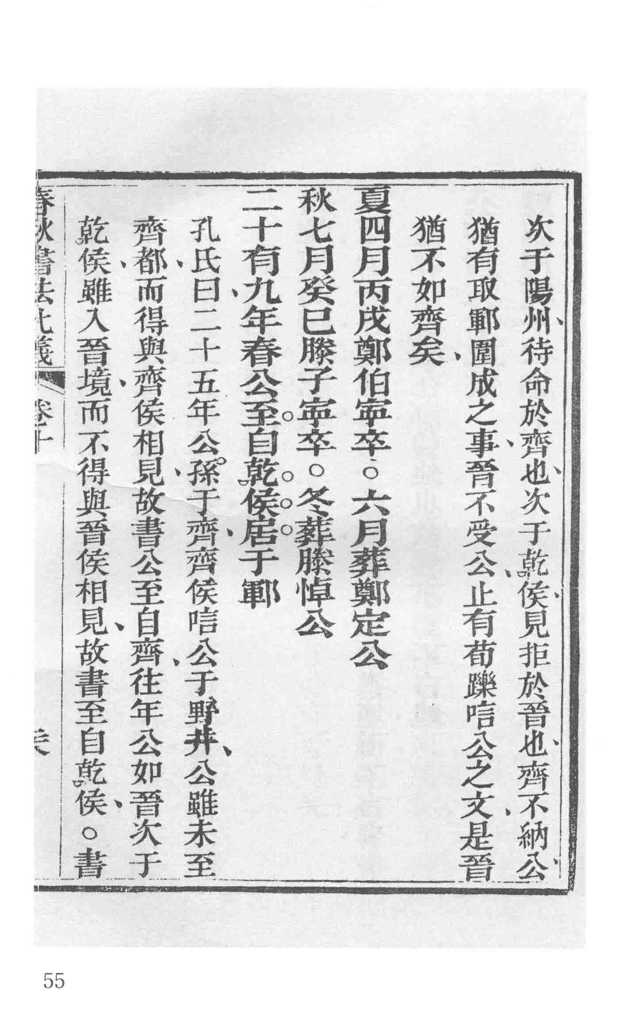 次于陽州、待命於齊也、次于乾侯、見拒於晉也、齊不納公、
猶有取鄆圍成之事、晉不受公、止有荀躒唁公之文、是晉
猶不如齊矣、
夏四月丙戌鄭伯寧卒。六月葬鄭定公
秋七月癸巳滕子寧卒。冬葬滕悼公
二十有九年春公至自乾侯居于鄆
孔氏曰、二十五年公孫于齊、齊侯唁公于野井、公雖未至
齊都、而得與齊侯相見、故書公至自齊、往年公如晉次于
乾侯、雖入晉境、而不得與晉侯相見、故書至自乾侯。書
春秋書法比義 卷十
55